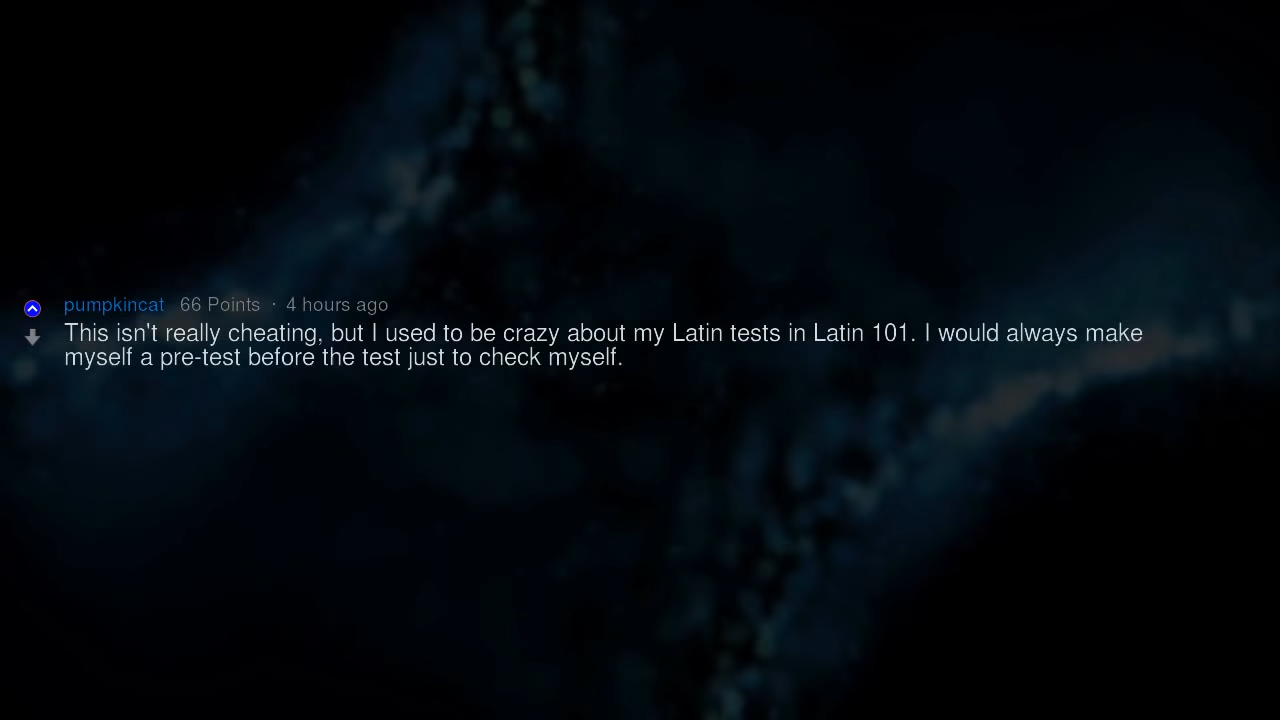 pumpkincat 66 Points · 4 hours ago
This isn't really cheating, but I used to be crazy about my Latin tests in Latin 101. I would always make
myself a pre-test before the test just to check myself.